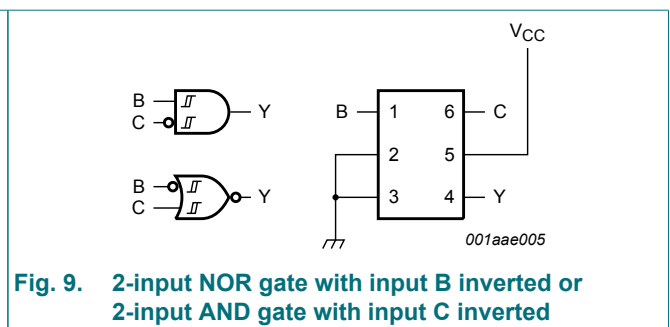 V_CC
B
C
Y
B
C
Y
B
1
6
C
2
5
3
4
Y
001aae005
Fig. 9. 2-input NOR gate with input B inverted or
2-input AND gate with input C inverted